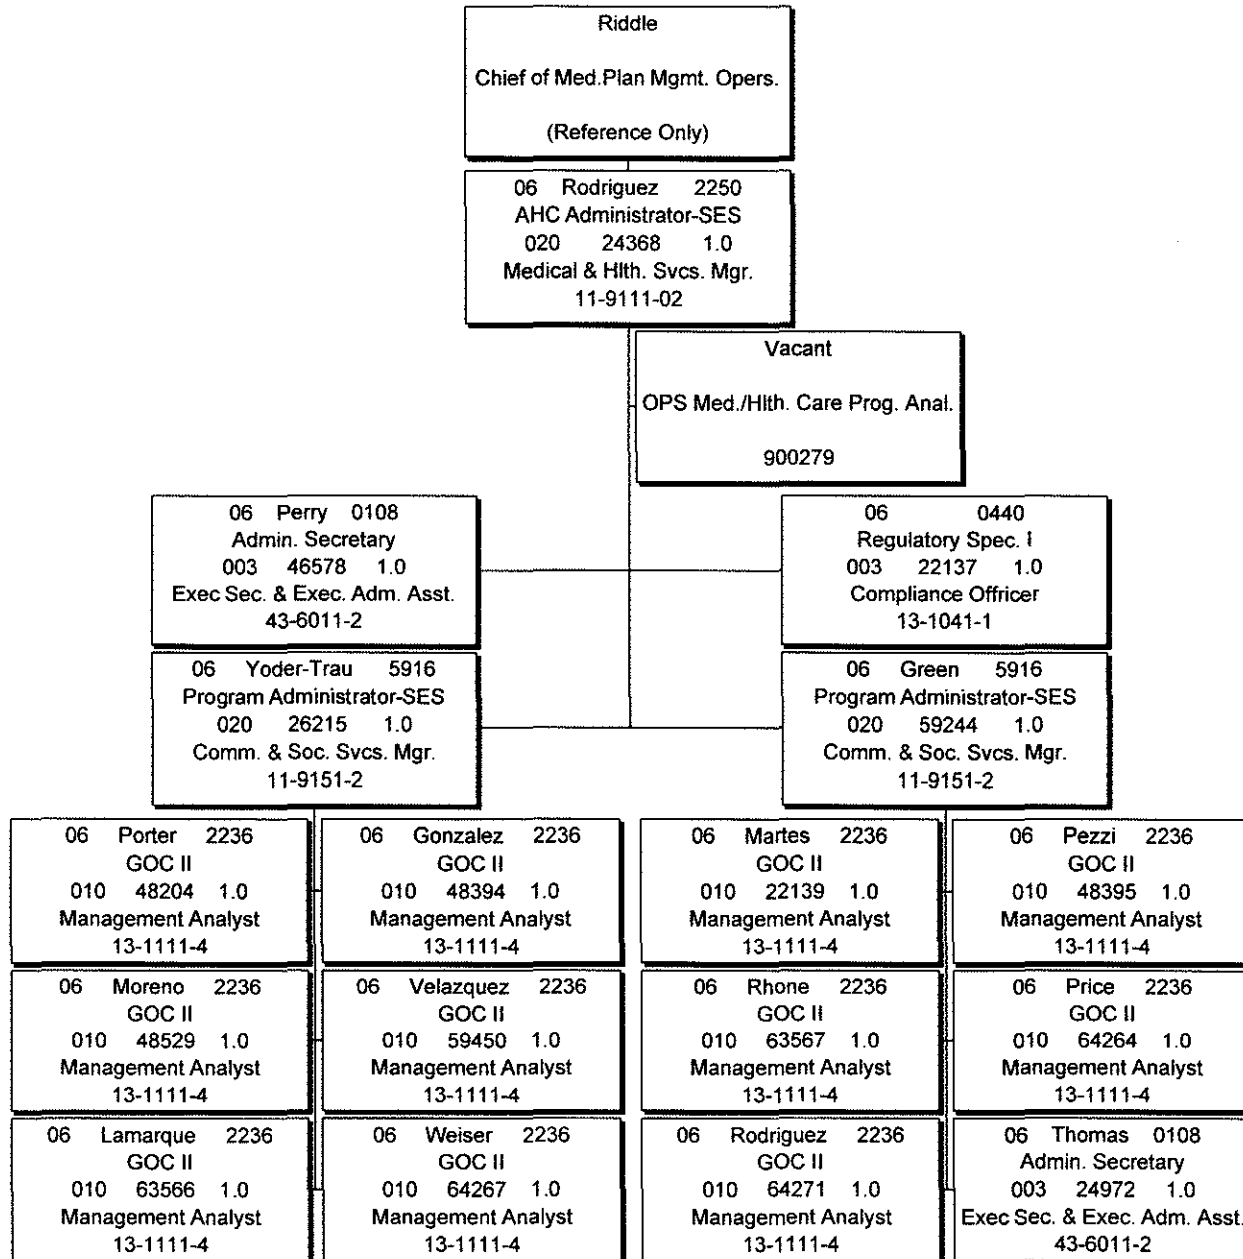 Riddle
Chief of Med.Plan Mgmt. Opers.
(Reference Only)
06 Rodriguez 2250
AHC Administrator-SES
020 24368 1.0
Medical & Hlth. Svcs. Mgr.
11-9111-02
Vacant
OPS Med./Hlth. Care Prog. Anal.
900279
06 Perry 0108
Admin. Secretary
003 46578 1.0
Exec Sec. & Exec. Adm. Asst.
43-6011-2
06 0440
Regulatory Spec. I
003 22137 1.0
Compliance Offricer
13-1041-1
06 Yoder-Trau 5916
Program Administrator-SES
020 26215 1.0
Comm. & Soc. Svcs. Mgr.
11-9151-2
06 Green 5916
Program Administrator-SES
020 59244 1.0
Comm. & Soc. Svcs. Mgr.
11-9151-2
06 Porter 2236
GOC II
010 48204 1.0
Management Analyst
13-1111-4
06 Gonzalez 2236
GOC II
010 48394 1.0
Management Analyst
13-1111-4
06 Martes 2236
GOC II
010 22139 1.0
Management Analyst
13-1111-4
06 Pezzi 2236
GOC II
010 48395 1.0
Management Analyst
13-1111-4
06 Moreno 2236
GOC II
010 48529 1.0
Management Analyst
13-1111-4
06 Velazquez 2236
GOC II
010 59450 1.0
Management Analyst
13-1111-4
06 Rhone 2236
GOC II
010 63567 1.0
Management Analyst
13-1111-4
06 Price 2236
GOC II
010 64264 1.0
Management Analyst
13-1111-4
06 Lamarque 2236
GOC II
010 63566 1.0
Management Analyst
13-1111-4
06 Weiser 2236
GOC II
010 64267 1.0
Management Analyst
13-1111-4
06 Rodriguez 2236
GOC II
010 64271 1.0
Management Analyst
13-1111-4
06 Thomas 0108
Admin. Secretary
003 24972 1.0
Exec Sec. & Exec. Adm. Asst.
43-6011-2